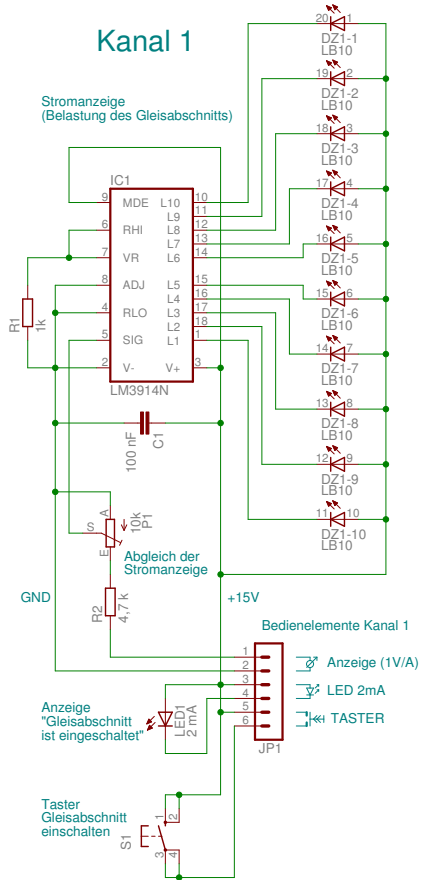 Kanal 1
Stromanzeige
(Belastung des Gleisabschnitts)
IC1
9 MDE L10 10
L9 11
6 RHI L8 12
L7 13
7 VR L6 14
8 ADJ L5 15
L4 16
4 RLO L3 17
L2 18
5 SIG L1 1
2 V- V+ 3
LM3914N
R1
1k
100 nF
C1
20 1
DZ1-1
LB10
19 2
DZ1-2
LB10
18 3
DZ1-3
LB10
17 4
DZ1-4
LB10
16 5
DZ1-5
LB10
15 6
DZ1-6
LB10
14 7
DZ1-7
LB10
13 8
DZ1-8
LB10
12 9
DZ1-9
LB10
11 10
DZ1-10
LB10
A
S
E
10k
P1
Abgleich der
Stromanzeige
R2
4,7 k
GND
+15V
Bedienelemente Kanal 1
1
2
3
4
5
6
JP1
Anzeige (1V/A)
LED 2mA
TASTER
Anzeige
"Gleisabschnitt
ist eingeschaltet"
LED1
2 mA
Taster
Gleisabschnitt
einschalten
S1
1
2
3
4